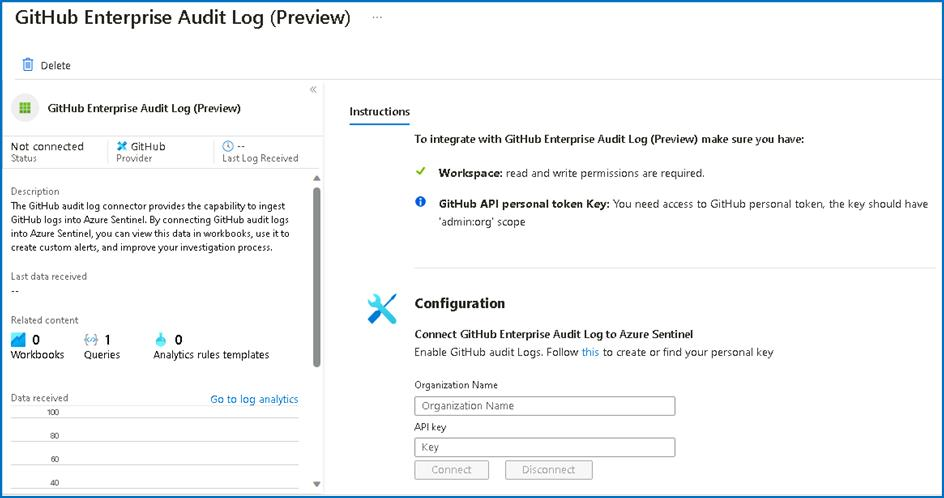 GitHub Enterprise Audit Log (Preview) ...
Delete
«
GitHub Enterprise Audit Log (Preview)
Not connected
Status
GitHub
Provider
--
Last Log Received
Description
The GitHub audit log connector provides the capability to ingest
GitHub logs into Azure Sentinel. By connecting GitHub audit logs
into Azure Sentinel, you can view this data in workbooks, use it to
create custom alerts, and improve your investigation process.
Last data received
--
Related content
0
Workbooks
1
Queries
0
Analytics rules templates
Data received
Go to log analytics
100
80
60
40
Instructions
To integrate with GitHub Enterprise Audit Log (Preview) make sure you have:
Workspace: read and write permissions are required.
GitHub API personal token Key: You need access to GitHub personal token, the key should have
'admin:org' scope
Configuration
Connect GitHub Enterprise Audit Log to Azure Sentinel
Enable GitHub audit Logs. Follow this to create or find your personal key
Organization Name
Organization Name
API key
Key
Connect
Disconnect